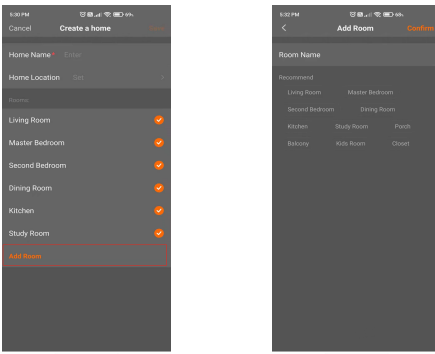 5:30 PM
69%
Cancel
Create a home
Home Name *
Enter
Home Location
Set
Rooms
Living Room
Master Bedroom
Second Bedroom
Dining Room
Kitchen
Study Room
Add Room
5:32 PM
69%
Add Room
Confirm
Room Name
Recommend
Living Room
Master Bedroom
Second Bedroom
Dining Room
Kitchen
Study Room
Porch
Balcony
Kids Room
Closet